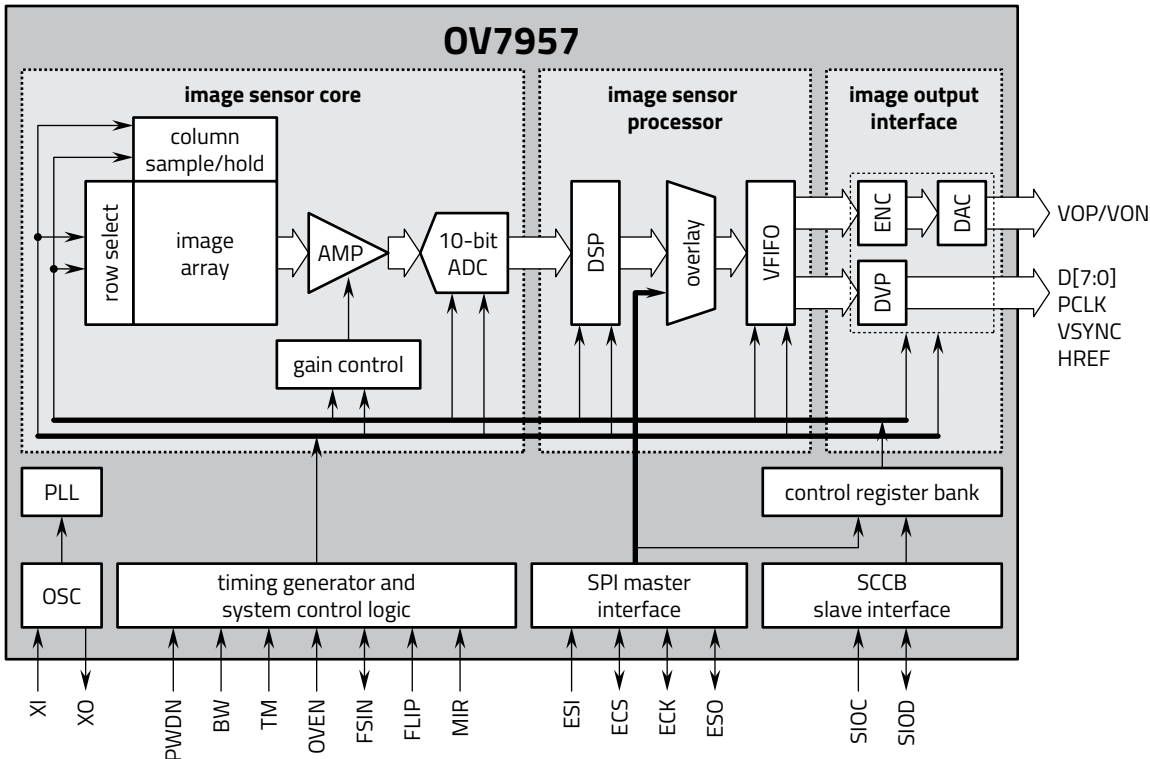 OV7957
image sensor core
image sensor
processor
image output
interface
column
sample/hold
row select
image
array
AMP
10-bit
ADC
gain control
DSP
overlay
VFIFO
ENC
DAC
DVP
VOP/VON
D[7:0]
PCLK
VSYNC
HREF
PLL
control register bank
OSC
timing generator and
system control logic
SPI master
interface
SCCB
slave interface
XI
XO
PWDN
BW
TM
OVEN
FSIN
FLIP
MIR
ESI
ECS
ECK
ESO
SIOC
SIOD